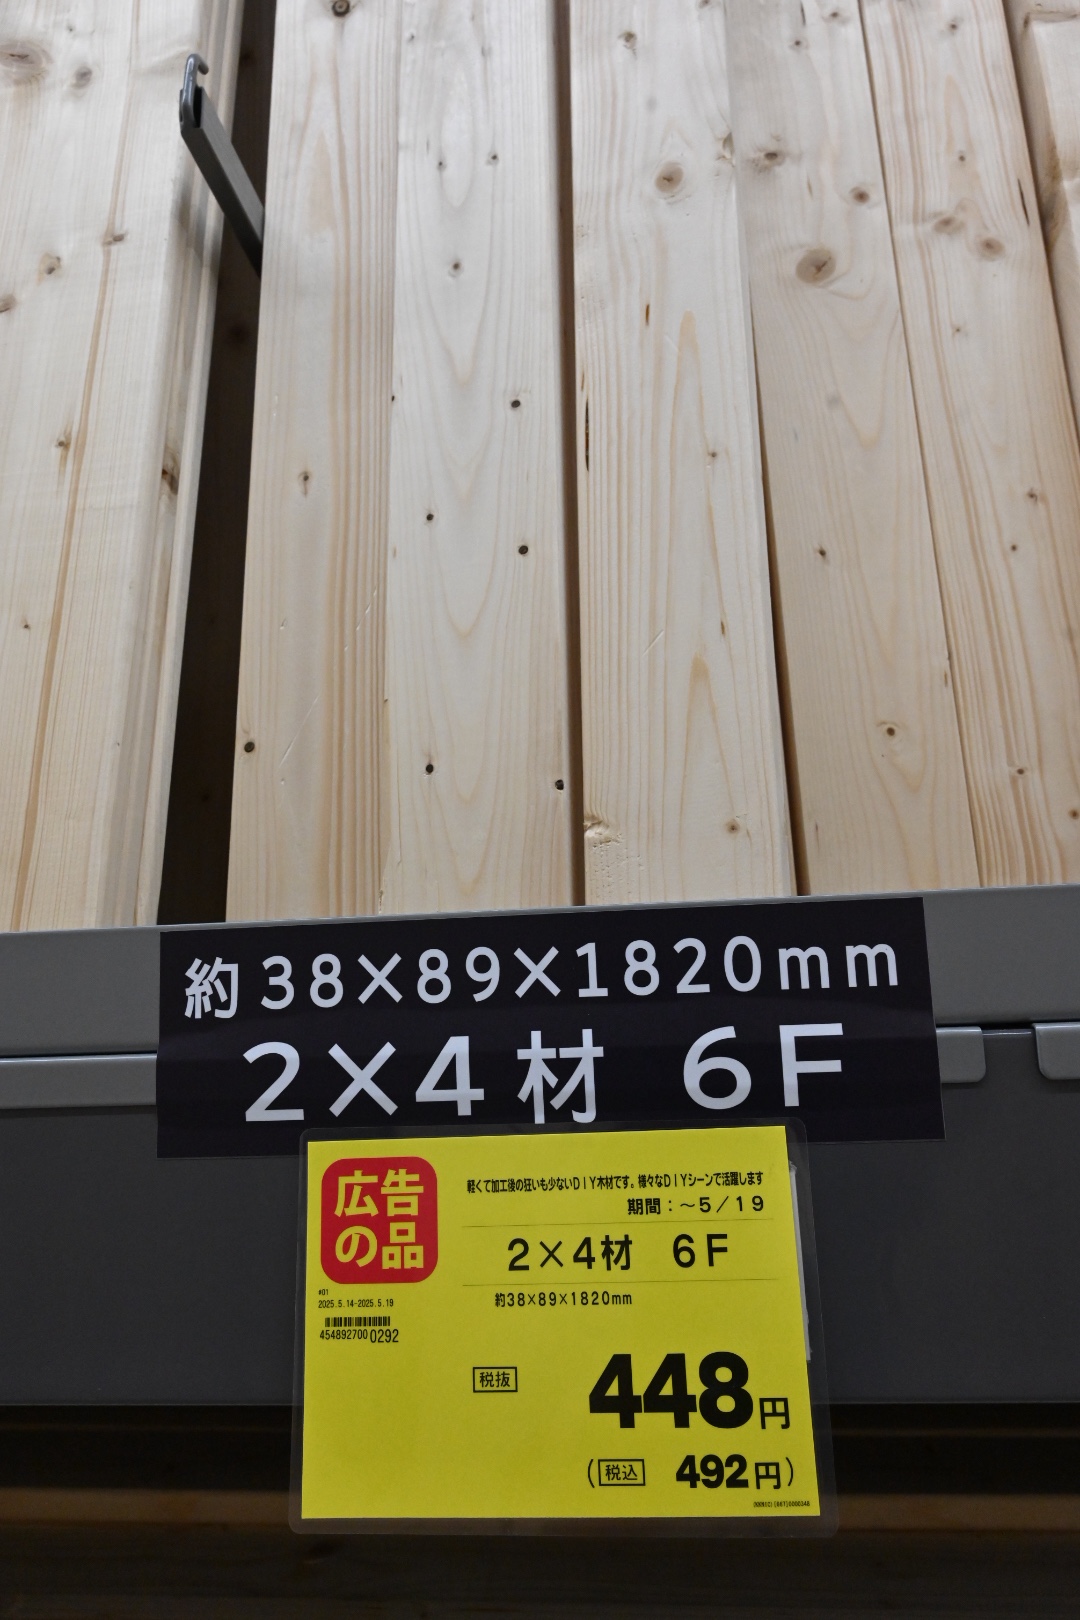 約38×89×1820mm
2×4材 6F
広告の品
軽くて加工後の狂いも少ないDIY木材です。様々なDIYシーンで活躍します
期間：～5/19
2×4材 6F
#01
2025.5.14-2025.5.19
約38×89×1820mm
454892700 0292
税抜 448円
(税込 492円)